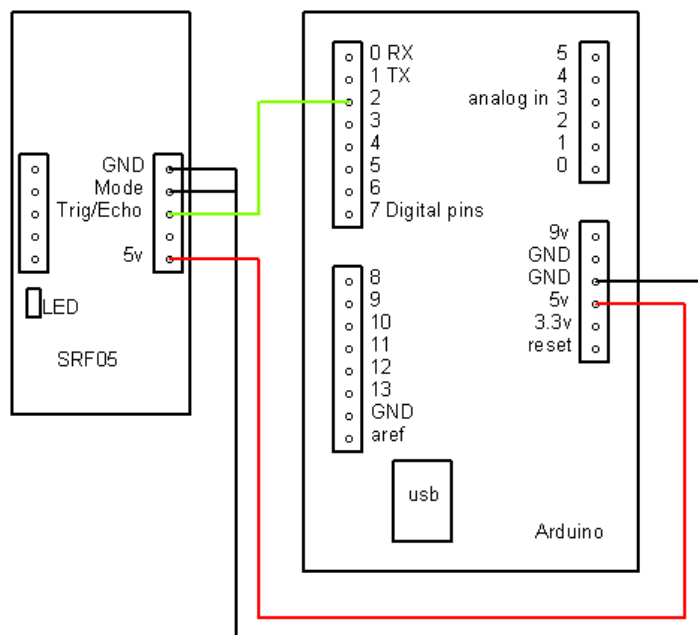 GND
Mode
Trig/Echo
5v
LED
SRF05
0 RX
1 TX
2
3
4
5
6
7 Digital pins
8
9
10
11
12
13
GND
aref
5
4
analog in 3
2
1
0
9v
GND
GND
5v
3.3v
reset
usb
Arduino